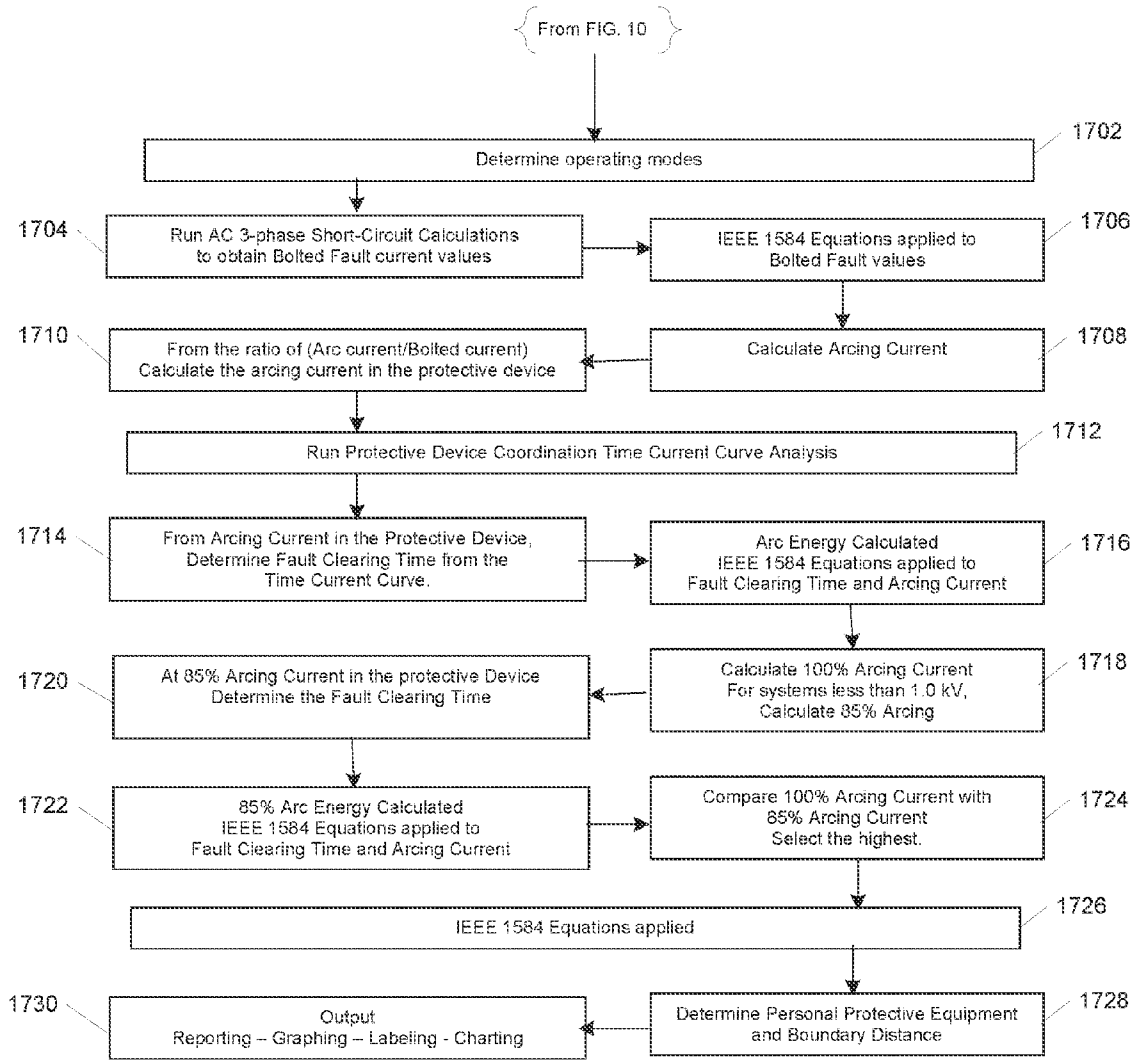 From FIG. 10
1702
Determine operating modes
1704
Run AC 3-phase Short-Circuit Calculations
to obtain Bolted Fault current values
1706
IEEE 1584 Equations applied to
Bolted Fault values
1710
From the ratio of (Arc current/Bolted current)
Calculate the arcing current in the protective device
1708
Calculate Arcing Current
1712
Run Protective Device Coordination Time Current Curve Analysis
1714
From Arcing Current in the Protective Device,
Determine Fault Clearing Time from the
Time Current Curve.
1716
Arc Energy Calculated
IEEE 1584 Equations applied to
Fault Clearing Time and Arcing Current
1720
At 85% Arcing Current in the protective Device
Determine the Fault Clearing Time
1718
Calculate 100% Arcing Current
For systems less than 1.0 kV,
Calculate 85% Arcing
1722
85% Arc Energy Calculated
IEEE 1584 Equations applied to
Fault Clearing Time and Arcing Current
1724
Compare 100% Arcing Current with
85% Arcing Current
Select the highest.
1726
IEEE 1584 Equations applied
1730
Output
Reporting – Graphing – Labeling - Charting
1728
Determine Personal Protective Equipment
and Boundary Distance